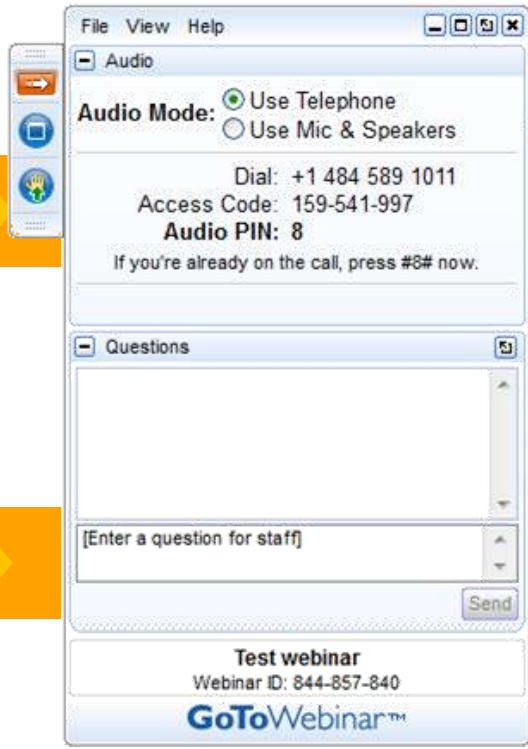 File View Help
Audio
Audio Mode: Use Telephone
Use Mic & Speakers
Dial: +1 484 589 1011
Access Code: 159-541-997
Audio PIN: 8
If you're already on the call, press #8# now.
Questions
[Enter a question for staff]
Send
Test webinar
Webinar ID: 844-857-840
GoToWebinar™